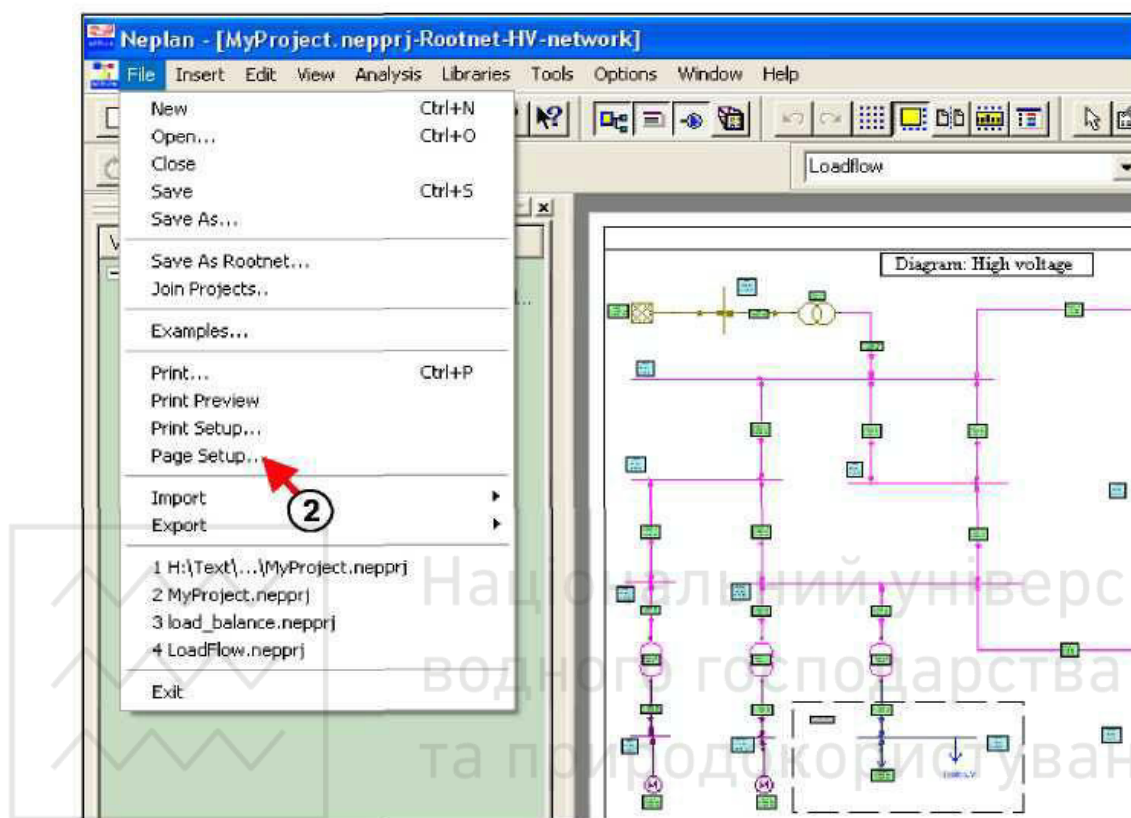 Neplan - [MyProject.nepprj-Rootnet-HV-network]
File Insert Edit View Analysis Libraries Tools Options Window Help
New Ctrl+N
Open... Ctrl+O
Close
Save Ctrl+S
Save As...
Save As Rootnet...
Join Projects..
Examples...
Print... Ctrl+P
Print Preview
Print Setup...
Page Setup...
2
Import
Export
1 H:\Text\...\MyProject.nepprj
2 MyProject.nepprj
3 load_balance.nepprj
4 LoadFlow.nepprj
Exit
Loadflow
Diagram: High voltage
M M
Національний універс
водного господарства
та природокористуван